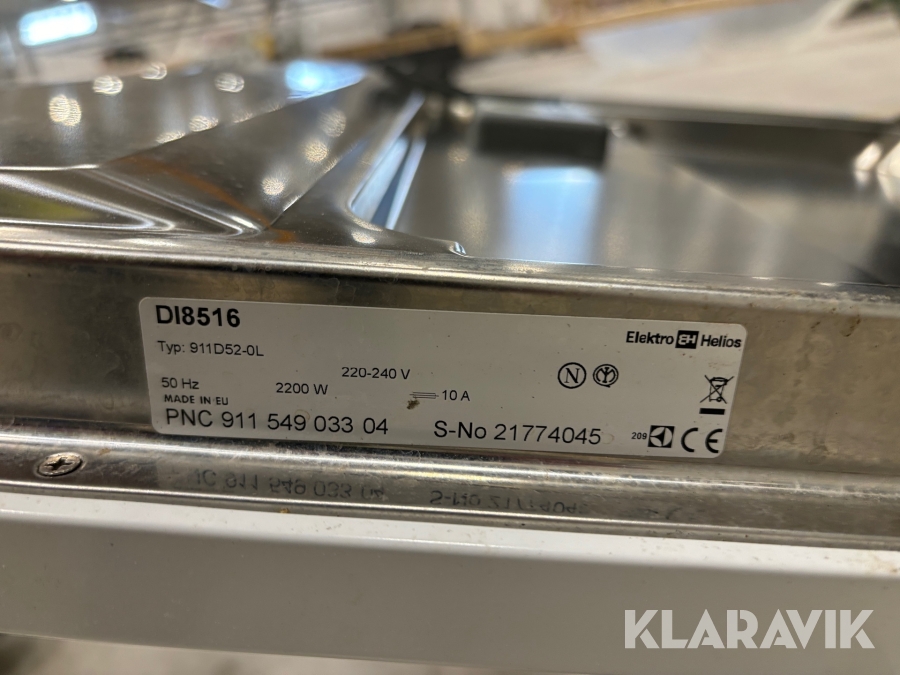 DI8516
Elektro EH Helios
Typ: 911D52-0L
220-240 V
N
50 Hz
2200 W
10 A
MADE IN EU
PNC 911 549 033 04
S-No 21774045
209
CE
KLARAVIK